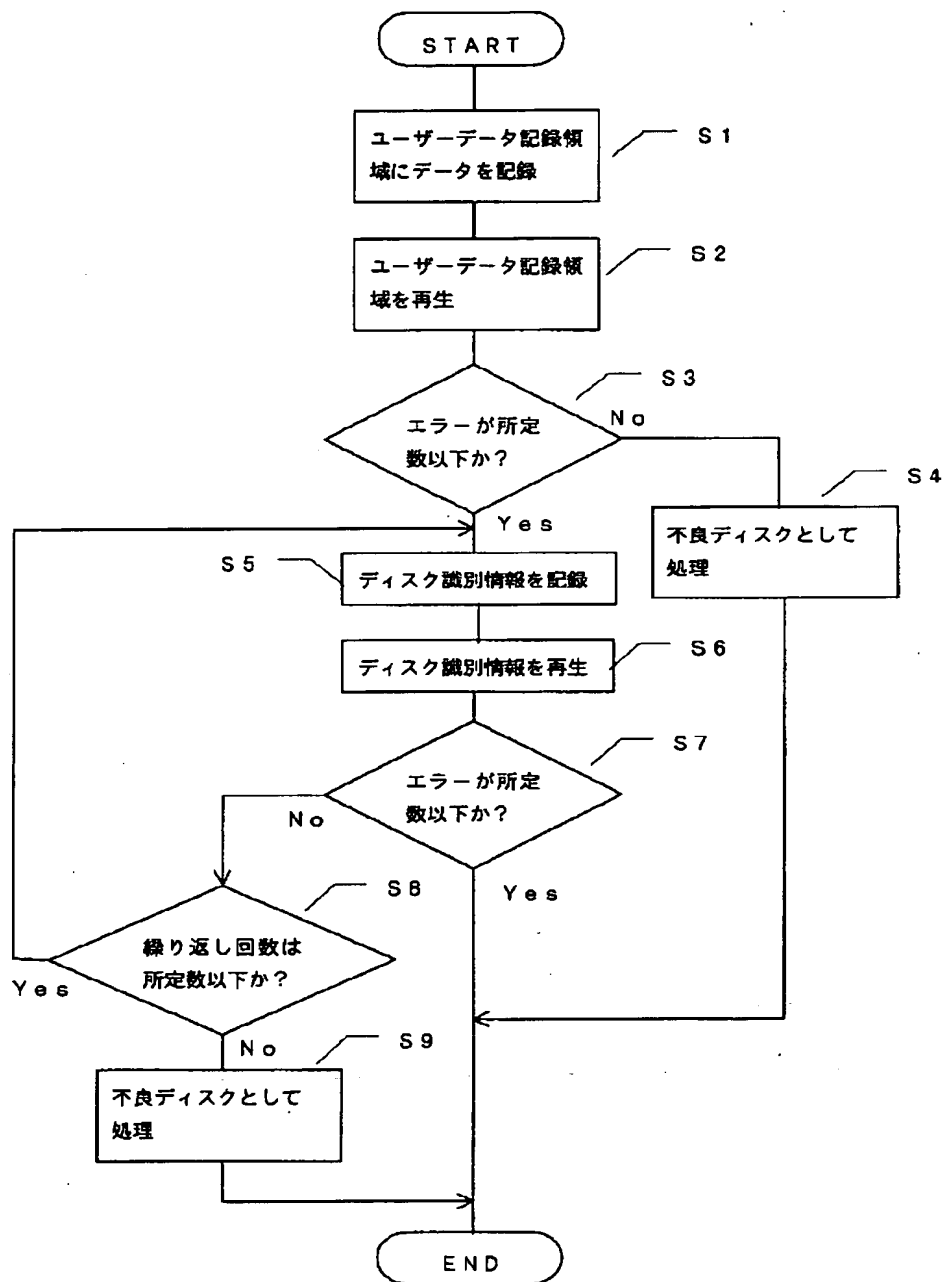 START
ユーザーデータ記録領
域にデータを記録
S1
ユーザーデータ記録領
域を再生
S2
S3
エラーが所定
数以下か?
No
Yes
S4
不良ディスクとして
処理
S5
ディスク識別情報を記録
ディスク識別情報を再生
S6
S7
エラーが所定
数以下か?
No
Yes
S8
繰り返し回数は
所定数以下か?
Yes
No
S9
不良ディスクとして
処理
END